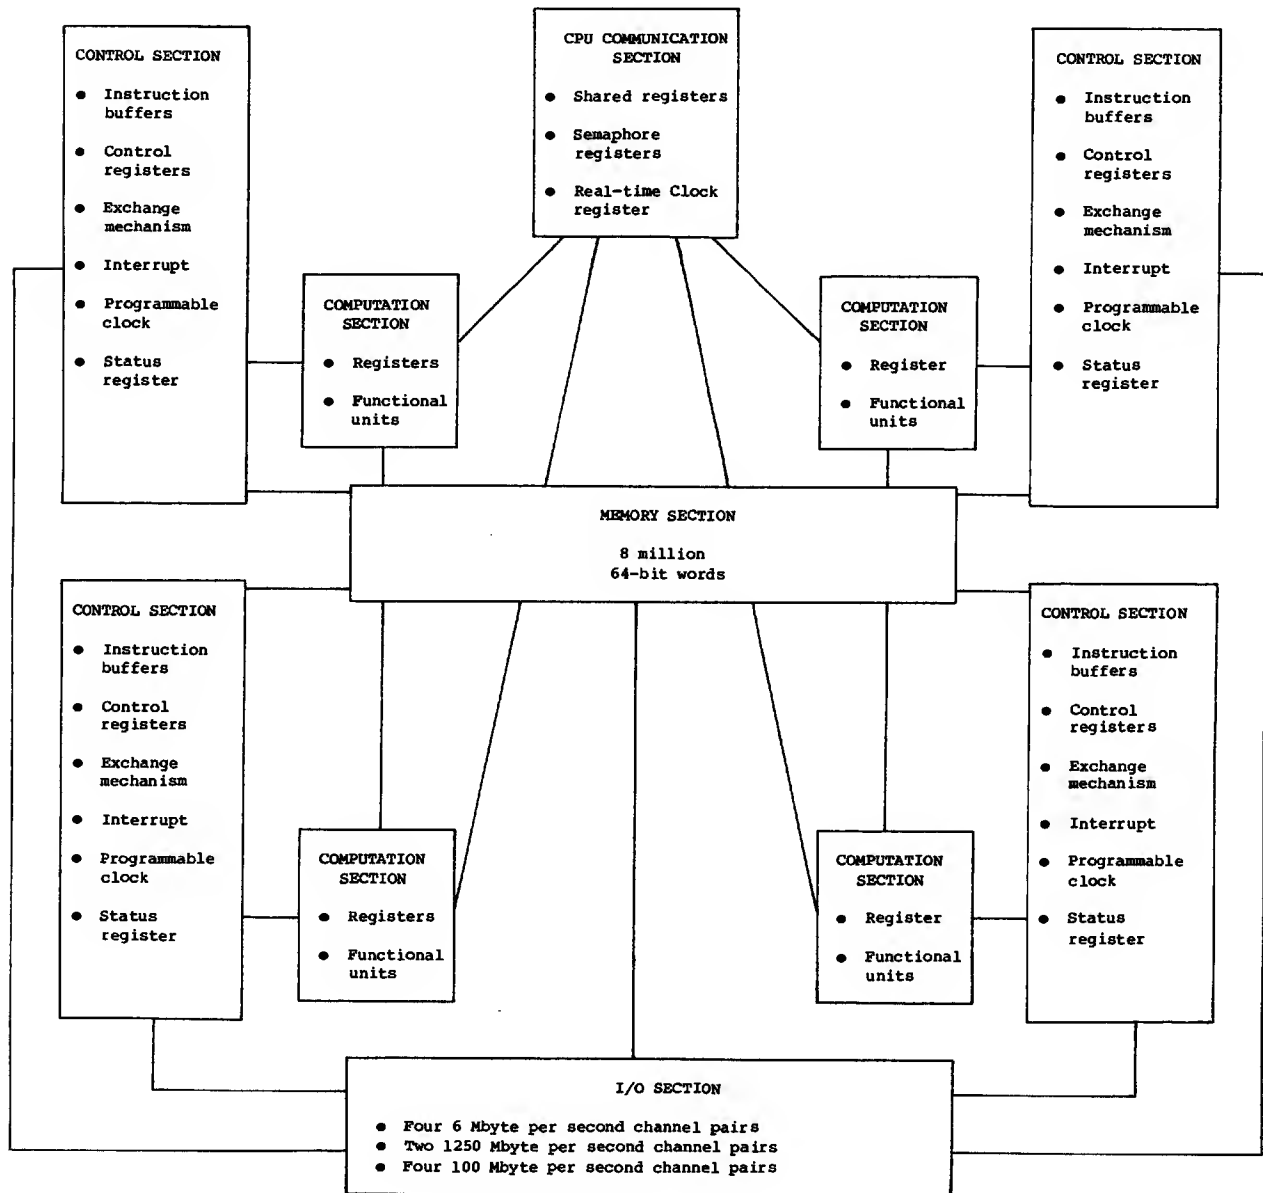 CONTROL SECTION
● Instruction
buffers
● Control
registers
● Exchange
mechanism
● Interrupt
● Programmable
clock
● Status
register
CPU COMMUNICATION
SECTION
● Shared registers
● Semaphore
registers
● Real-time Clock
register
CONTROL SECTION
● Instruction
buffers
● Control
registers
● Exchange
mechanism
● Interrupt
● Programmable
clock
● Status
register
COMPUTATION
SECTION
● Registers
● Functional
units
COMPUTATION
SECTION
● Register
● Functional
units
MEMORY SECTION
8 million
64-bit words
CONTROL SECTION
● Instruction
buffers
● Control
registers
● Exchange
mechanism
● Interrupt
● Programmable
clock
● Status
register
COMPUTATION
SECTION
● Registers
● Functional
units
COMPUTATION
SECTION
● Register
● Functional
units
CONTROL SECTION
● Instruction
buffers
● Control
registers
● Exchange
mechanism
● Interrupt
● Programmable
clock
● Status
register
I/O SECTION
● Four 6 Mbyte per second channel pairs
● Two 1250 Mbyte per second channel pairs
● Four 100 Mbyte per second channel pairs